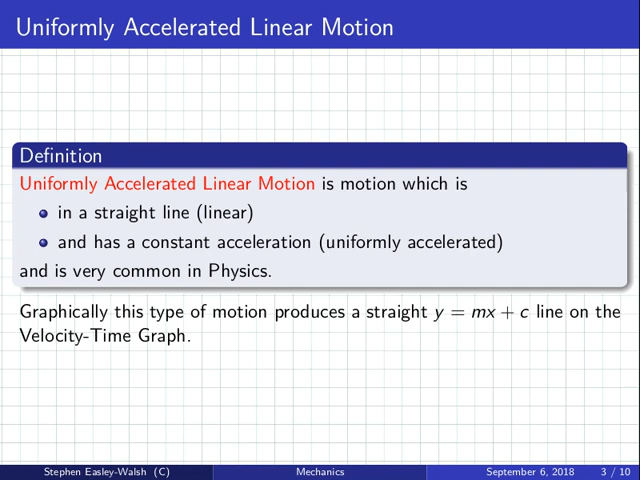 Uniformly Accelerated Linear Motion
Definition
Uniformly Accelerated Linear Motion is motion which is
in a straight line (linear)
and has a constant acceleration (uniformly accelerated)
and is very common in Physics.
Graphically this type of motion produces a straight y = mx + c line on the
Velocity-Time Graph.
Stephen Easley-Walsh (C) Mechanics September 6, 2018 3 / 10